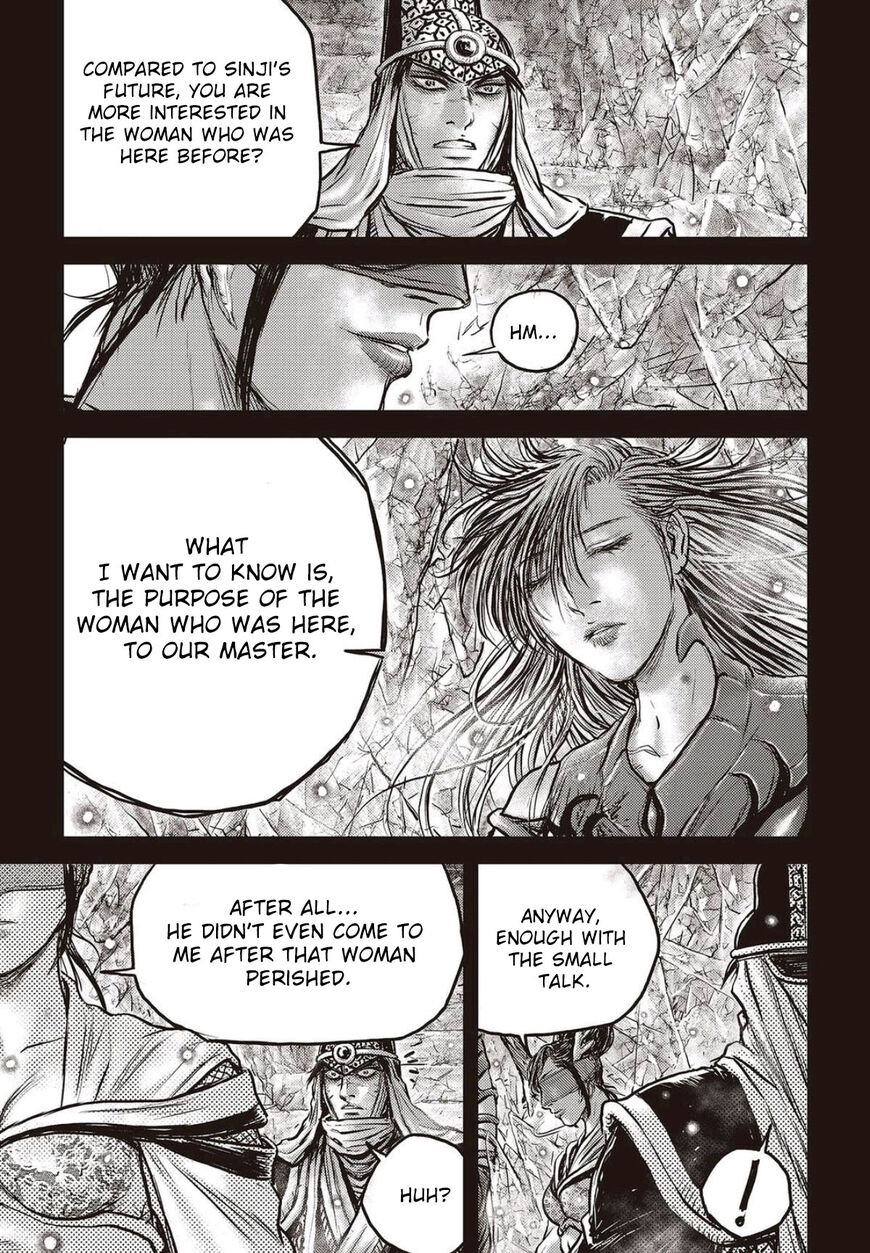 COMPARED TO SINJI'S
FUTURE, YOU ARE
MORE INTERESTED IN
THE WOMAN WHO WAS
HERE BEFORE?
HM...
WHAT
I WANT TO KNOW IS,
THE PURPOSE OF THE
WOMAN WHO WAS HERE,
TO OUR MASTER.
AFTER ALL...
HE DIDN'T EVEN COME TO
ME AFTER THAT WOMAN
PERISHED.
HUH?
ANYWAY,
ENOUGH WITH
THE SMALL
TALK.
!